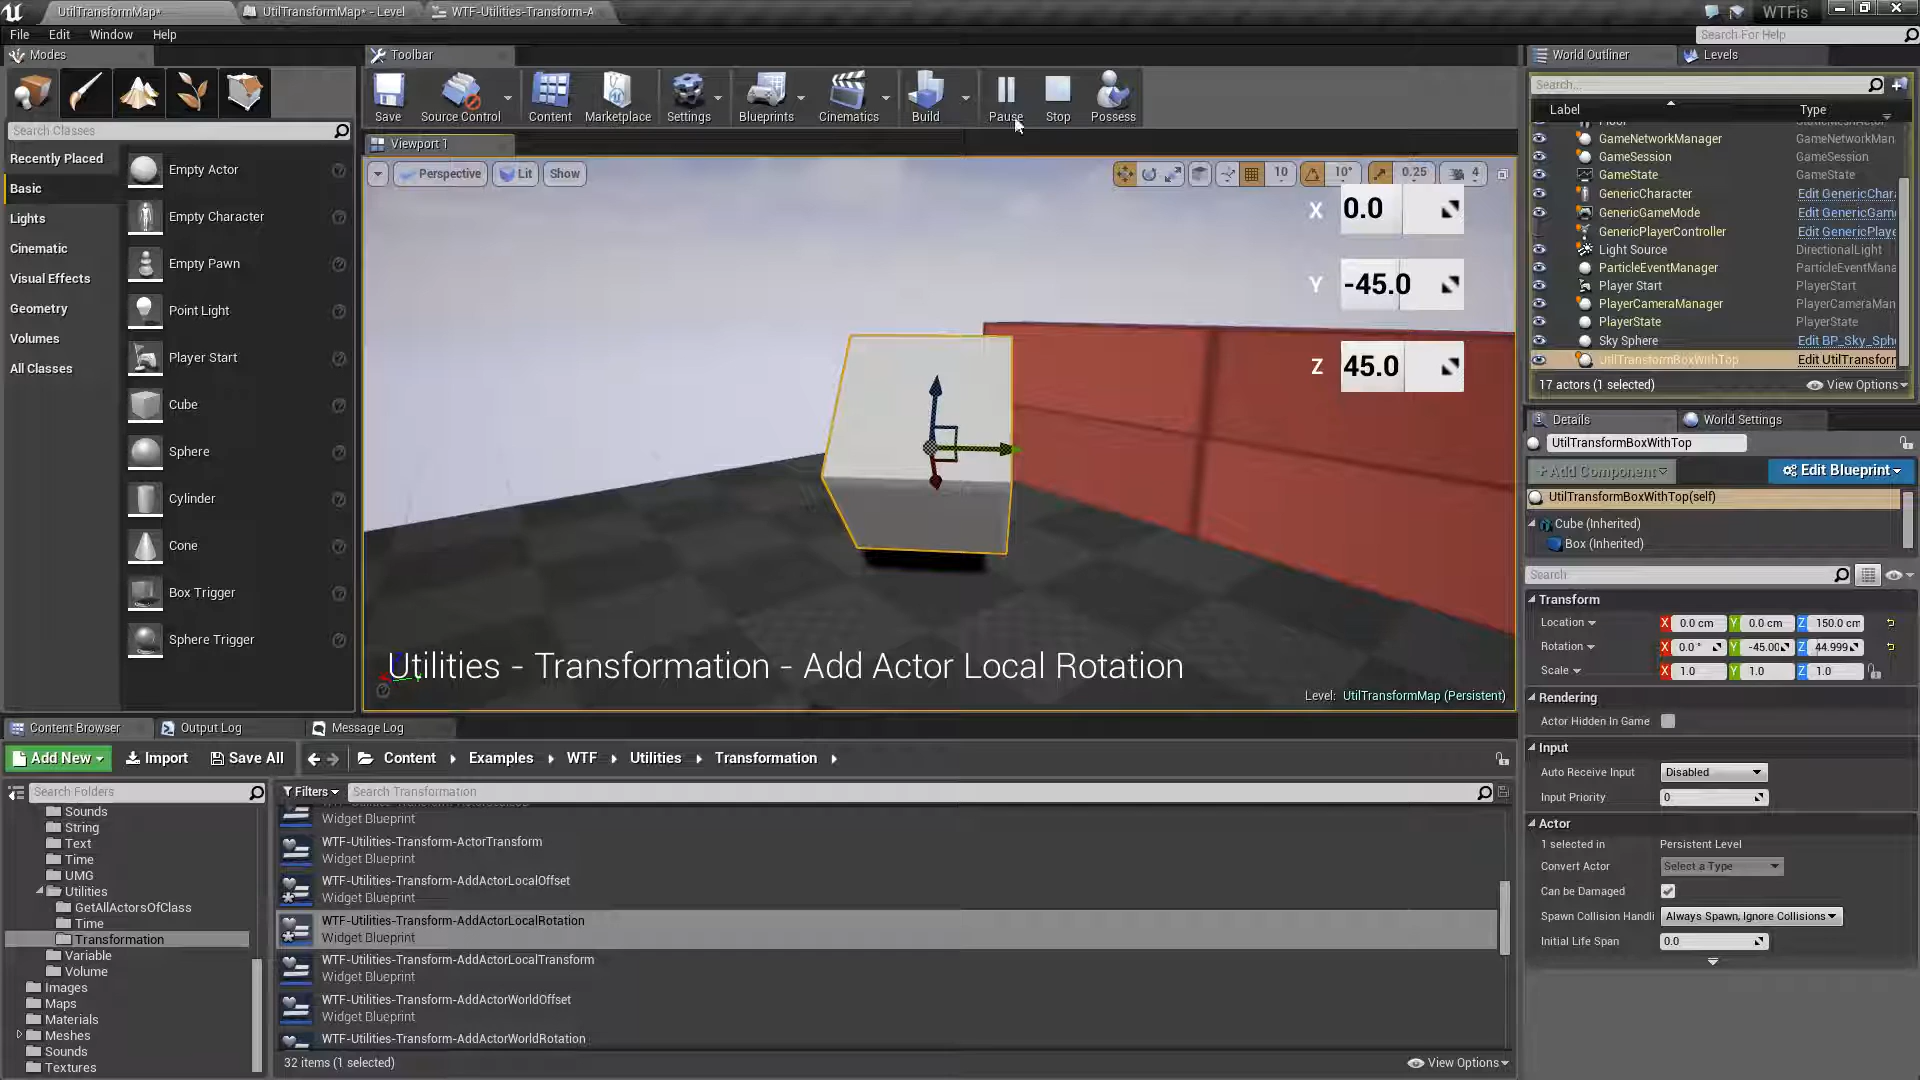 UtilTransformMap*
UtilTransformMap* - Level
WTF-Utilities-Transform-A
WTFis
File
Edit
Window
Help
Search For Help
Modes
Toolbar
World Outliner
Levels
Save
Source Control
Content
Marketplace
Settings
Blueprints
Cinematics
Build
Pause
Stop
Possess
Search Classes
Search...
Label
Type
Viewport 1
Perspective
Lit
Show
10
10°
0.25
4
Recently Placed
Basic
Lights
Cinematic
Visual Effects
Geometry
Volumes
All Classes
Empty Actor
Empty Character
Empty Pawn
Point Light
Player Start
Cube
Sphere
Cylinder
Cone
Box Trigger
Sphere Trigger
X 0.0
Y -45.0
Z 45.0
Utilities - Transformation - Add Actor Local Rotation
Level: UtilTransformMap (Persistent)
GameNetworkManager GameNetworkMan
GameSession GameSession
GameState GameState
GenericCharacter Edit GenericChar
GenericGameMode Edit GenericGam
GenericPlayerController Edit GenericPlaye
Light Source DirectionalLight
ParticleEventManager ParticleEventMana
Player Start PlayerStart
PlayerCameraManager PlayerCameraMan
PlayerState PlayerState
Sky Sphere Edit BP_Sky_Sph
UtilTransformBoxWithTop Edit UtilTransforr
17 actors (1 selected)
View Options
Details
World Settings
UtilTransformBoxWithTop
+Add Component
Edit Blueprint
UtilTransformBoxWithTop(self)
Cube (Inherited)
Box (Inherited)
Search
Transform
Location X 0.0 cm Y 0.0 cm Z 150.0 cm
Rotation X 0.0 ° Y -45.00 Z 44.999
Scale X 1.0 Y 1.0 Z 1.0
Rendering
Actor Hidden In Game
Input
Auto Receive Input Disabled
Input Priority 0
Actor
1 selected in Persistent Level
Convert Actor Select a Type
Can be Damaged
Spawn Collision Handli Always Spawn, Ignore Collisions
Initial Life Span 0.0
Content Browser
Output Log
Message Log
Add New
Import
Save All
Content
Examples
WTF
Utilities
Transformation
Search Folders
Filters
Search Transformation
Sounds
String
Text
Time
UMG
Utilities
GetAllActorsOfClass
Time
Transformation
Variable
Volume
Images
Maps
Materials
Meshes
Sounds
Textures
Widget Blueprint
WTF-Utilities-Transform-ActorTransform
Widget Blueprint
WTF-Utilities-Transform-AddActorLocalOffset
Widget Blueprint
WTF-Utilities-Transform-AddActorLocalRotation
Widget Blueprint
WTF-Utilities-Transform-AddActorLocalTransform
Widget Blueprint
WTF-Utilities-Transform-AddActorWorldOffset
Widget Blueprint
WTF-Utilities-Transform-AddActorWorldRotation
32 items (1 selected)
View Options